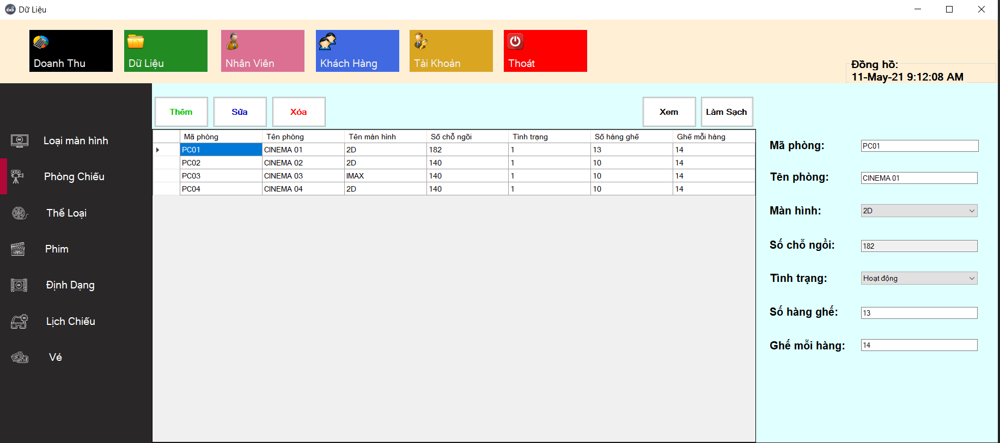 Dữ Liệu
Doanh Thu
Dữ Liệu
Nhân Viên
Khách Hàng
Tài Khoản
Thoát
Đồng hồ:
11-May-21 9:12:08 AM
Loại màn hình
Phòng Chiếu
Thể Loại
Phim
Định Dạng
Lịch Chiếu
Vé
Thêm Sửa Xóa Xem Làm Sạch
Mã phòng Tên phòng Tên màn hình Số chỗ ngồi Tình trạng Số hàng ghế Ghế mỗi hàng
PC01 CINEMA 01 2D 182 1 13 14
PC02 CINEMA 02 2D 140 1 10 14
PC03 CINEMA 03 IMAX 140 1 10 14
PC04 CINEMA 04 2D 140 1 10 14
Mã phòng: PC01
Tên phòng: CINEMA 01
Màn hình: 2D
Số chỗ ngồi: 182
Tình trạng: Hoạt động
Số hàng ghế: 13
Ghế mỗi hàng: 14